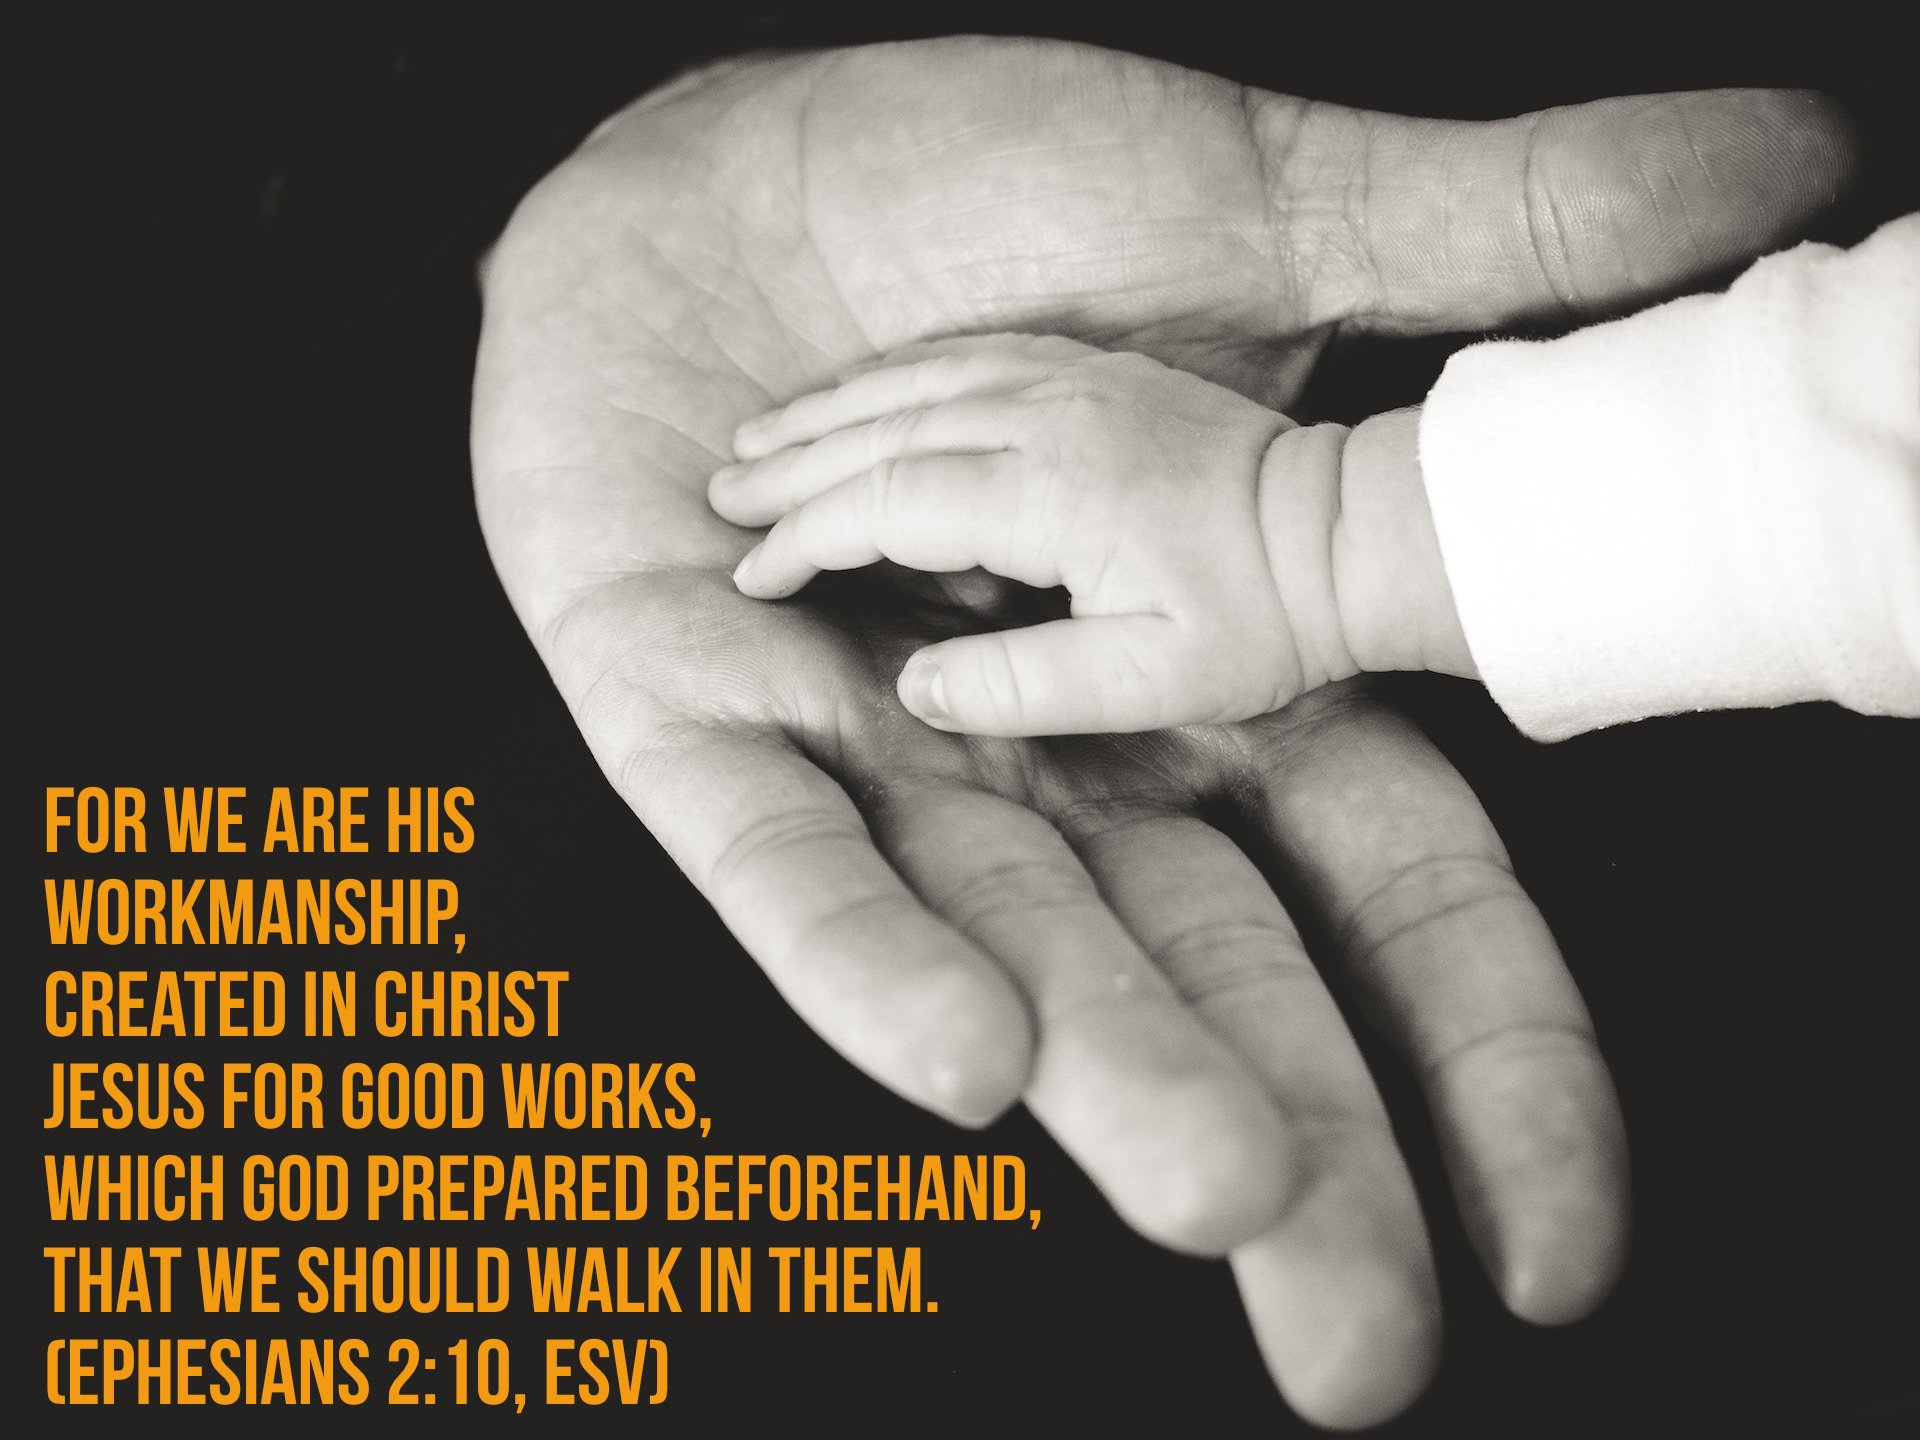 FOR WE ARE HIS
WORKMANSHIP,
CREATED IN CHRIST
JESUS FOR GOOD WORKS,
WHICH GOD PREPARED BEFOREHAND,
THAT WE SHOULD WALK IN THEM.
(EPHESIANS 2:10, ESV)